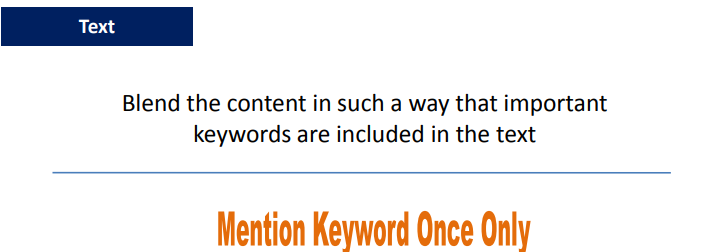 Text
Blend the content in such a way that important
keywords are included in the text
Mention Keyword Once Only